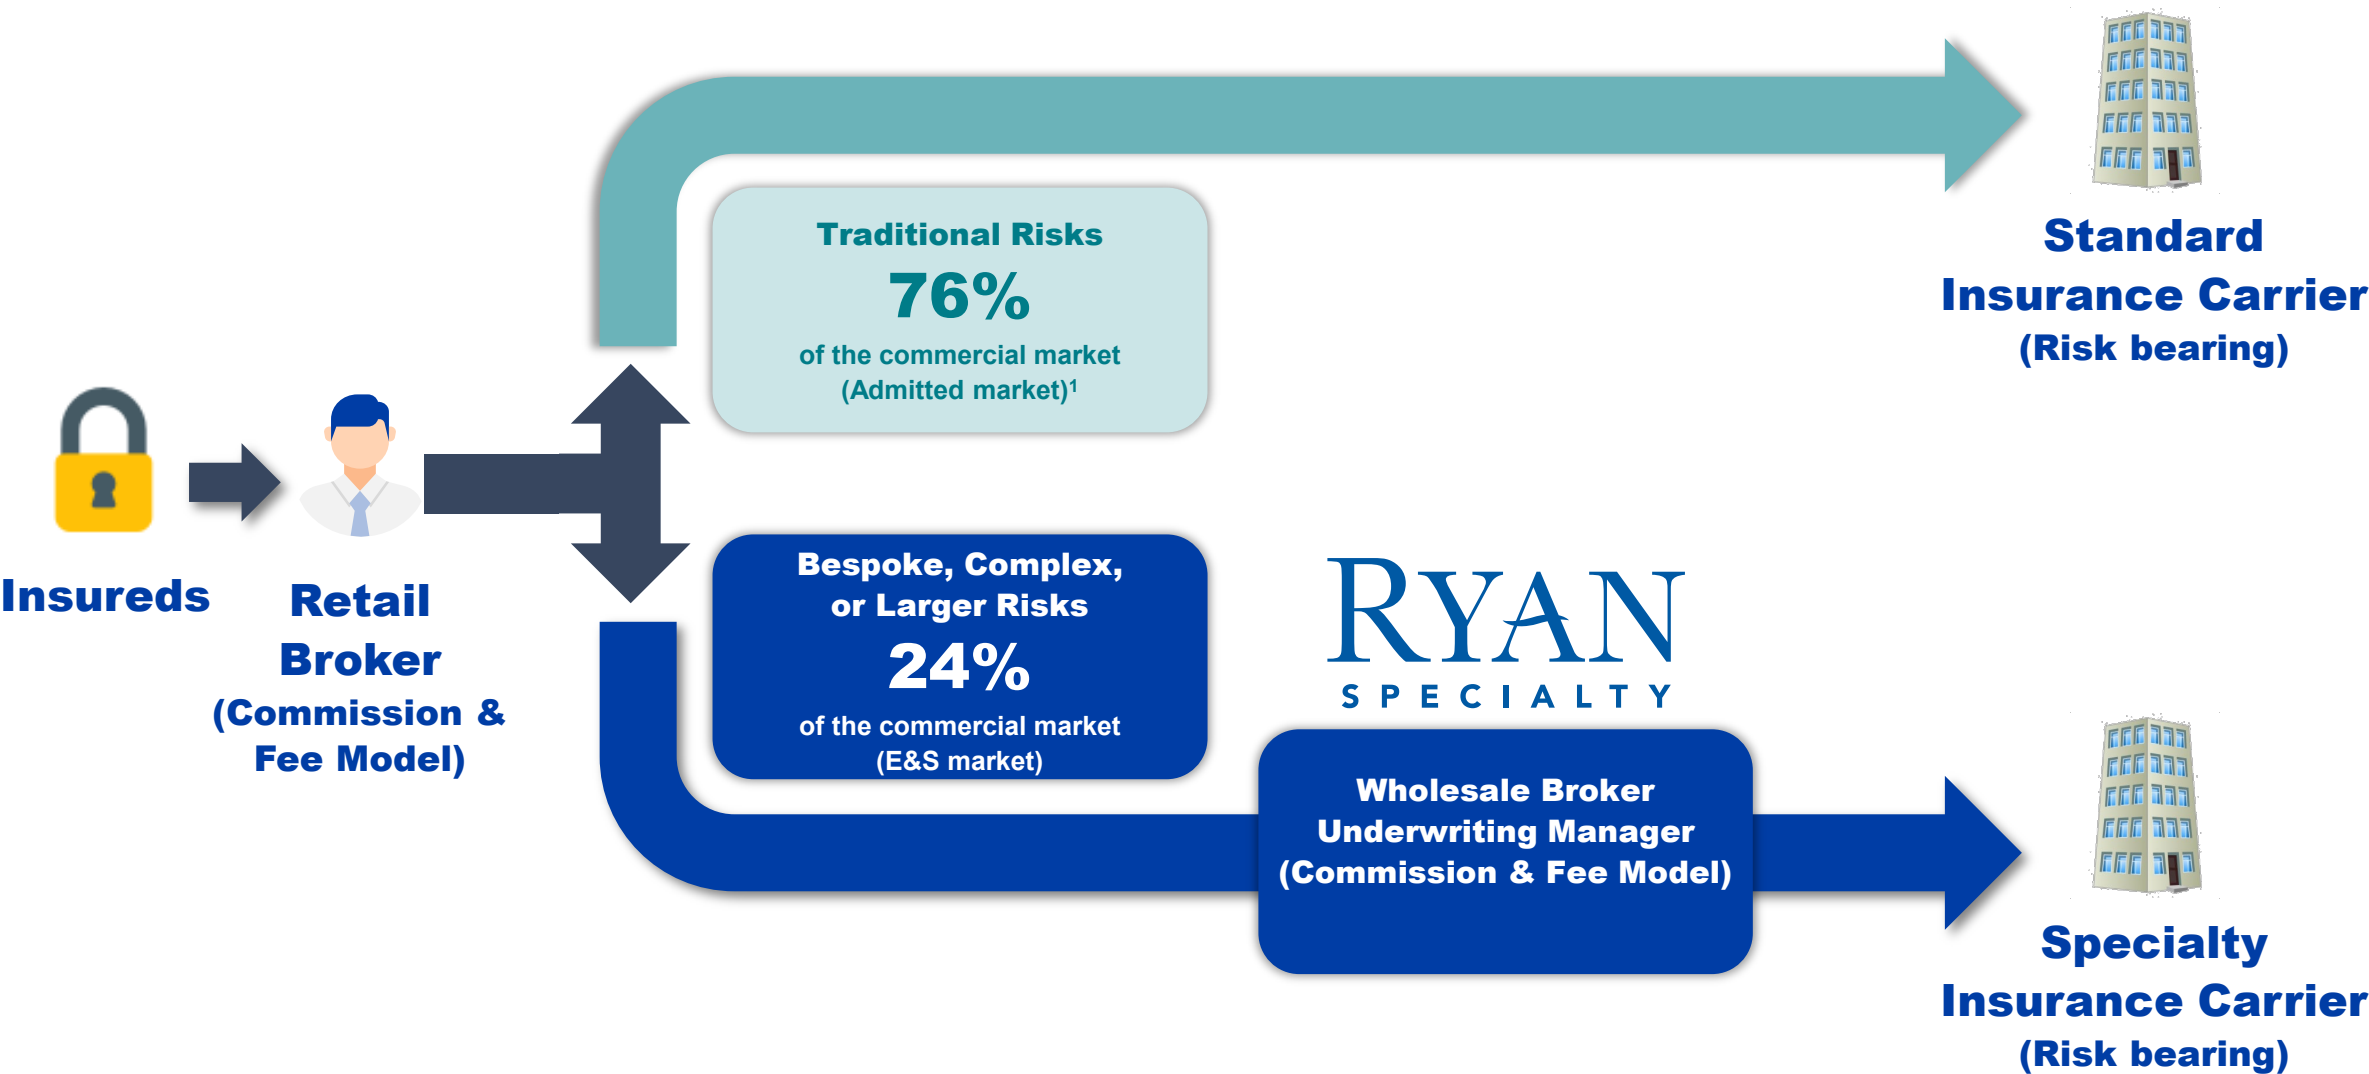 Insureds
Retail
Broker
(Commission &
Fee Model)
Traditional Risks
76%
of the commercial market
(Admitted market)¹
Standard
Insurance Carrier
(Risk bearing)
Bespoke, Complex,
or Larger Risks
24%
of the commercial market
(E&S market)
RYAN
SPECIALTY
Wholesale Broker
Underwriting Manager
(Commission & Fee Model)
Specialty
Insurance Carrier
(Risk bearing)